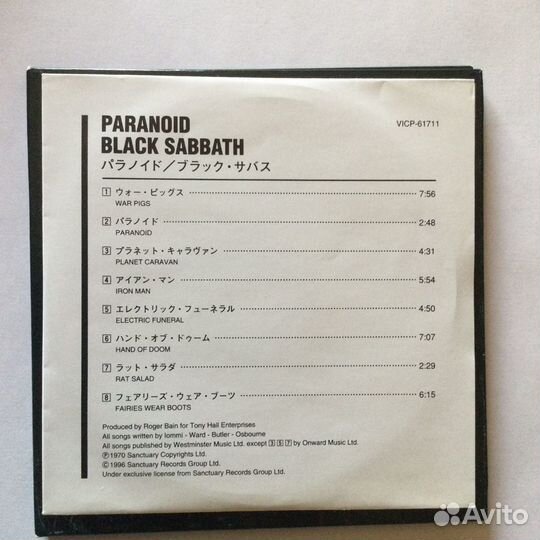 PARANOID
BLACK SABBATH
パラノイド／ブラック・サバス
VICP-61711
1 ウォー・ピッグス 7:56
WAR PIGS
2 パラノイド 2:48
PARANOID
3 プラネット・キャラヴァン 4:31
PLANET CARAVAN
4 アイアン・マン 5:54
IRON MAN
5 エレクトリック・フューネラル 4:50
ELECTRIC FUNERAL
6 ハンド・オブ・ドゥーム 7:07
HAND OF DOOM
7 ラット・サラダ 2:29
RAT SALAD
8 フェアリーズ・ウェア・ブーツ 6:15
FAIRIES WEAR BOOTS
Produced by Roger Bain for Tony Hall Enterprises
All songs written by Iommi - Ward - Butler - Osbourne
All songs published by Westminster Music Ltd. except 3 5 7 by Onward Music Ltd.
Ⓟ1970 Sanctuary Copyrights Ltd.
©1996 Sanctuary Records Group Ltd.
Under exclusive license from Sanctuary Records Group Ltd.
Avito